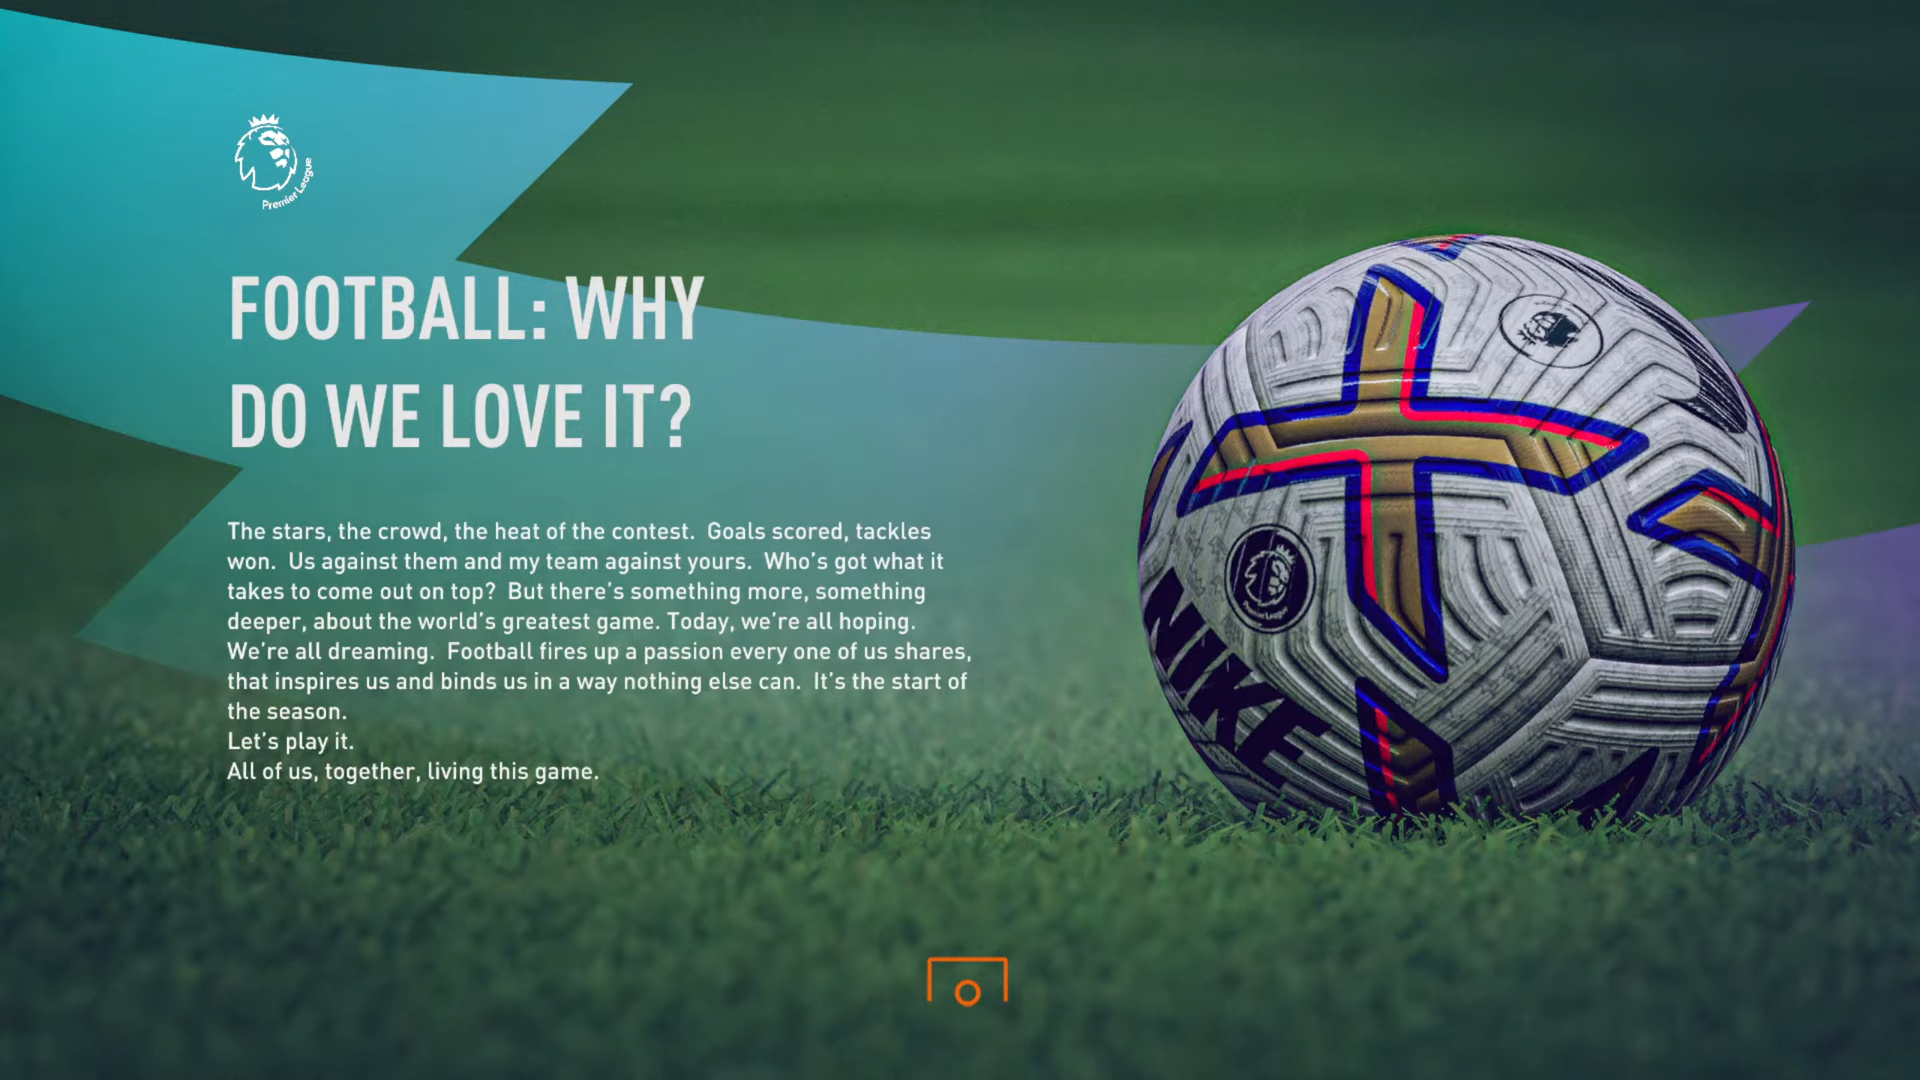 Premier League
FOOTBALL: WHY
DO WE LOVE IT?
The stars, the crowd, the heat of the contest.  Goals scored, tackles
won.  Us against them and my team against yours.  Who's got what it
takes to come out on top?  But there's something more, something
deeper, about the world's greatest game. Today, we're all hoping.
We're all dreaming.  Football fires up a passion every one of us shares,
that inspires us and binds us in a way nothing else can.  It's the start of
the season.
Let's play it.
All of us, together, living this game.
Premier League
NIKE